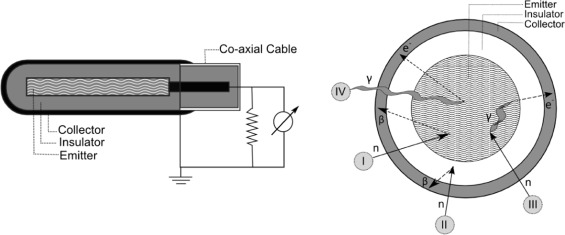 Co-axial Cable
Collector
Insulator
Emitter
Emitter
Insulator
Collector
e-
γ
IV
γ
e-
β
n
I
n
β
n
II
III